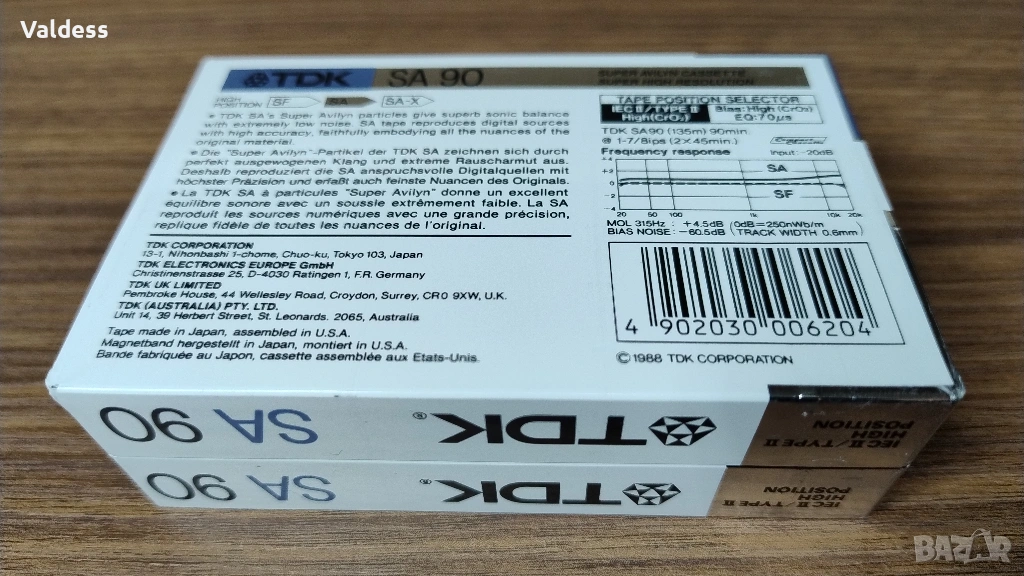 Valdess
TDK SA 90 SUPER AVILYN CASSETTE
SUPER HIGH RESOLUTION
HIGH POSITION SF SA SA-X
• TDK SA's Super Avilyn particles give superb sonic balance
with extremely low noise. SA tape reproduces digital sources
with high accuracy, faithfully embodying all the nuances of the
original material.
• Die "Super Avilyn"-Partikel der TDK SA zeichnen sich durch
perfekt ausgewogenen Klang und extreme Rauscharmut aus.
Deshalb reproduziert die SA anspruchsvolle Digitalquellen mit
höchster Präzision und erfaßt auch feinste Nuancen des Originals.
• La TDK SA à particules "Super Avilyn" donne un excellent
équilibre sonore avec un soussle extrêmement faible. La SA
reproduit les sources numériques avec une grande précision,
réplique fidèle de toutes les nuances de l'original.
TDK CORPORATION
13-1, Nihonbashi 1-chome, Chuo-ku, Tokyo 103, Japan
TDK ELECTRONICS EUROPE GmbH
Christinenstrasse 25, D-4030 Ratingen 1, F.R. Germany
TDK UK LIMITED
Pembroke House, 44 Wellesley Road, Croydon, Surrey, CR0 9XW, U.K.
TDK (AUSTRALIA) PTY. LTD.
Unit 14, 39 Herbert Street, St. Leonards. 2065, Australia
Tape made in Japan, assembled in U.S.A.
Magnetband hergestellt in Japan, montiert in U.S.A.
Bande fabriquée au Japon, cassette assemblée aux Etats-Unis.
TAPE POSITION SELECTOR
IEC II/TYPE II Bias: High (CrO₂)
High(CrO₂) EQ:70μs
TDK SA90 (135m) 90min.
@ 1-7/8ips (2×45min.)
Frequency response Input: -20dB
+4
+2
0
-2
-4
SA
SF
20 50 100 1k 10k 20k
MOL 315Hz : +4.5dB (0dB=250nWb/m
BIAS NOISE : -60.5dB TRACK WIDTH 0.6mm)
4 902030 006204
©1988 TDK CORPORATION
IEC II/TYPE II
HIGH
POSITION
TDK® SA 90
IEC II/TYPE II
HIGH
POSITION
TDK® SA 90
BAZAR